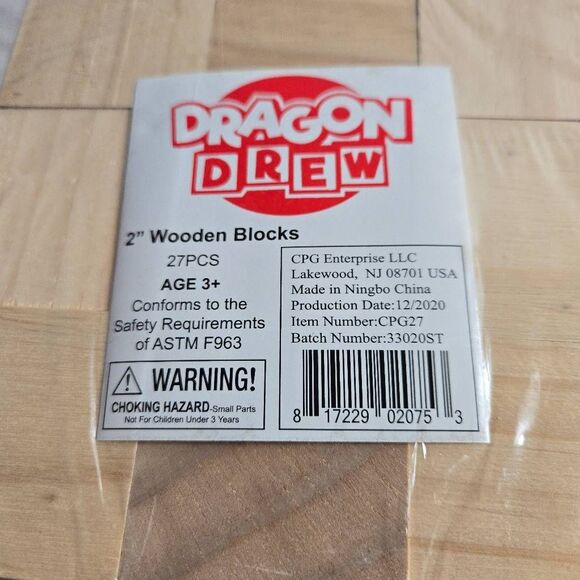 DRAGON
DREW
2” Wooden Blocks
27PCS
AGE 3+
Conforms to the
Safety Requirements
of ASTM F963
WARNING!
CHOKING HAZARD-Small Parts
Not For Children Under 3 Years
CPG Enterprise LLC
Lakewood, NJ 08701 USA
Made in Ningbo China
Production Date:12/2020
Item Number:CPG27
Batch Number:33020ST
8 17229 02075 3